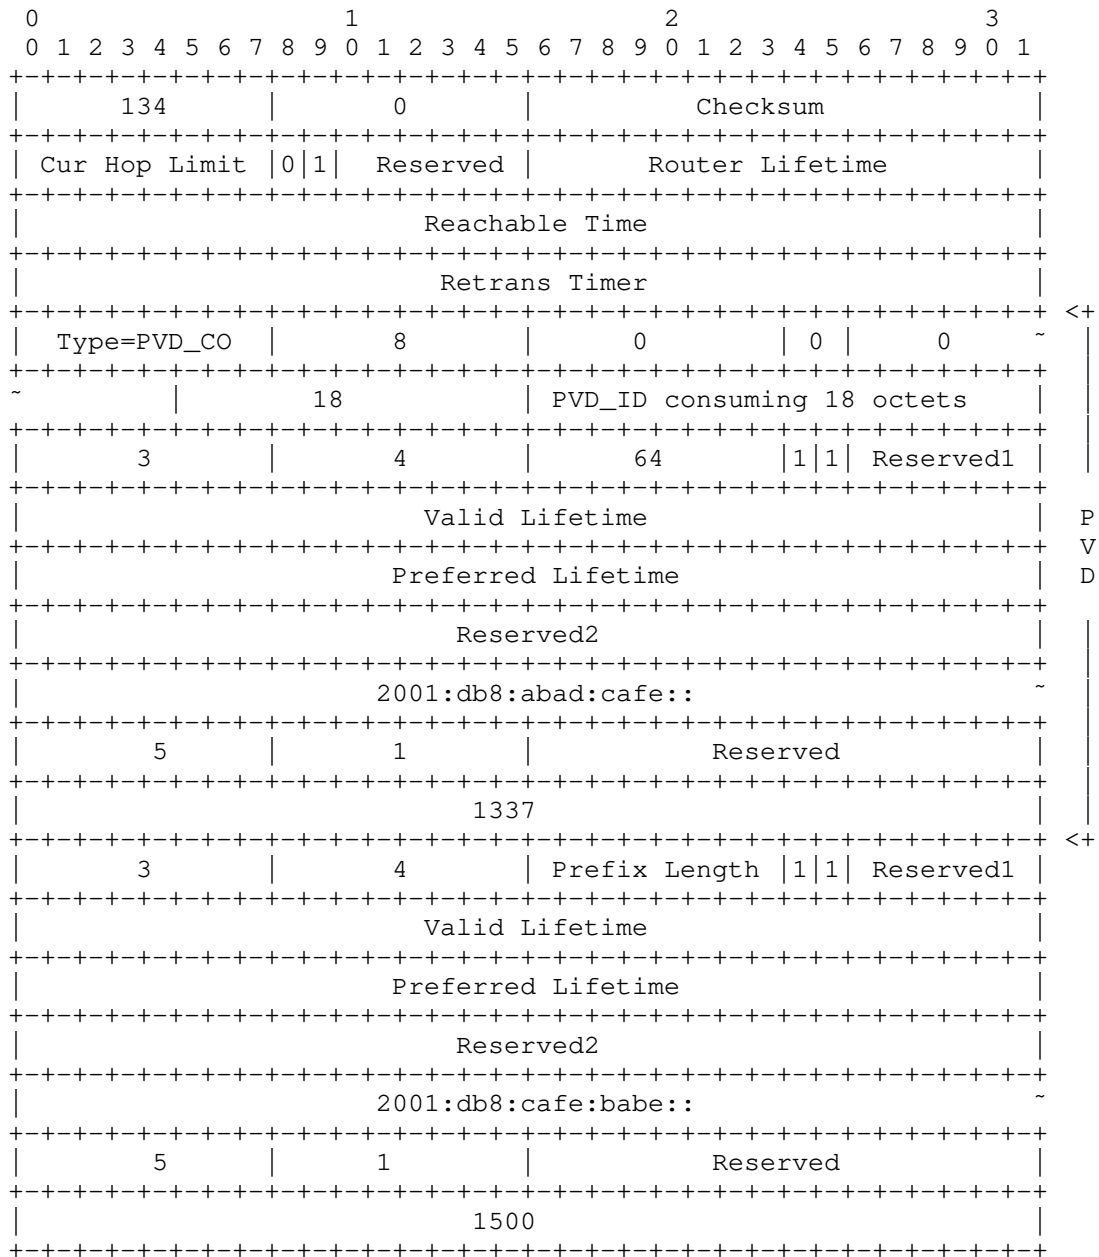 0                   1                   2                   3
 0 1 2 3 4 5 6 7 8 9 0 1 2 3 4 5 6 7 8 9 0 1 2 3 4 5 6 7 8 9 0 1
+-+-+-+-+-+-+-+-+-+-+-+-+-+-+-+-+-+-+-+-+-+-+-+-+-+-+-+-+-+-+-+-+
|      134      |       0       |          Checksum             |
+-+-+-+-+-+-+-+-+-+-+-+-+-+-+-+-+-+-+-+-+-+-+-+-+-+-+-+-+-+-+-+-+
| Cur Hop Limit |0|1|  Reserved |       Router Lifetime         |
+-+-+-+-+-+-+-+-+-+-+-+-+-+-+-+-+-+-+-+-+-+-+-+-+-+-+-+-+-+-+-+-+
|                         Reachable Time                        |
+-+-+-+-+-+-+-+-+-+-+-+-+-+-+-+-+-+-+-+-+-+-+-+-+-+-+-+-+-+-+-+-+
|                          Retrans Timer                        |
+-+-+-+-+-+-+-+-+-+-+-+-+-+-+-+-+-+-+-+-+-+-+-+-+-+-+-+-+-+-+-+-+ <+
|  Type=PVD_CO  |       8       |      0        | 0 |     0     ~  |
+-+-+-+-+-+-+-+-+-+-+-+-+-+-+-+-+-+-+-+-+-+-+-+-+-+-+-+-+-+-+-+-+  |
~         |        18           | PVD_ID consuming 18 octets    |  |
+-+-+-+-+-+-+-+-+-+-+-+-+-+-+-+-+-+-+-+-+-+-+-+-+-+-+-+-+-+-+-+-+  |
|       3       |       4       |      64       |1|1| Reserved1 |  |
+-+-+-+-+-+-+-+-+-+-+-+-+-+-+-+-+-+-+-+-+-+-+-+-+-+-+-+-+-+-+-+-+
|                         Valid Lifetime                        |  P
+-+-+-+-+-+-+-+-+-+-+-+-+-+-+-+-+-+-+-+-+-+-+-+-+-+-+-+-+-+-+-+-+  V
|                       Preferred Lifetime                      |  D
+-+-+-+-+-+-+-+-+-+-+-+-+-+-+-+-+-+-+-+-+-+-+-+-+-+-+-+-+-+-+-+-+
|                           Reserved2                           |  |
+-+-+-+-+-+-+-+-+-+-+-+-+-+-+-+-+-+-+-+-+-+-+-+-+-+-+-+-+-+-+-+-+  |
|                      2001:db8:abad:cafe::                     ~  |
+-+-+-+-+-+-+-+-+-+-+-+-+-+-+-+-+-+-+-+-+-+-+-+-+-+-+-+-+-+-+-+-+  |
|        5      |       1       |           Reserved            |  |
+-+-+-+-+-+-+-+-+-+-+-+-+-+-+-+-+-+-+-+-+-+-+-+-+-+-+-+-+-+-+-+-+  |
|                            1337                               |  |
+-+-+-+-+-+-+-+-+-+-+-+-+-+-+-+-+-+-+-+-+-+-+-+-+-+-+-+-+-+-+-+-+ <+
|       3       |       4       | Prefix Length |1|1| Reserved1 |
+-+-+-+-+-+-+-+-+-+-+-+-+-+-+-+-+-+-+-+-+-+-+-+-+-+-+-+-+-+-+-+-+
|                         Valid Lifetime                        |
+-+-+-+-+-+-+-+-+-+-+-+-+-+-+-+-+-+-+-+-+-+-+-+-+-+-+-+-+-+-+-+-+
|                       Preferred Lifetime                      |
+-+-+-+-+-+-+-+-+-+-+-+-+-+-+-+-+-+-+-+-+-+-+-+-+-+-+-+-+-+-+-+-+
|                           Reserved2                           |
+-+-+-+-+-+-+-+-+-+-+-+-+-+-+-+-+-+-+-+-+-+-+-+-+-+-+-+-+-+-+-+-+
|                      2001:db8:cafe:babe::                     ~
+-+-+-+-+-+-+-+-+-+-+-+-+-+-+-+-+-+-+-+-+-+-+-+-+-+-+-+-+-+-+-+-+
|        5      |      1        |           Reserved            |
+-+-+-+-+-+-+-+-+-+-+-+-+-+-+-+-+-+-+-+-+-+-+-+-+-+-+-+-+-+-+-+-+
|                            1500                               |
+-+-+-+-+-+-+-+-+-+-+-+-+-+-+-+-+-+-+-+-+-+-+-+-+-+-+-+-+-+-+-+-+